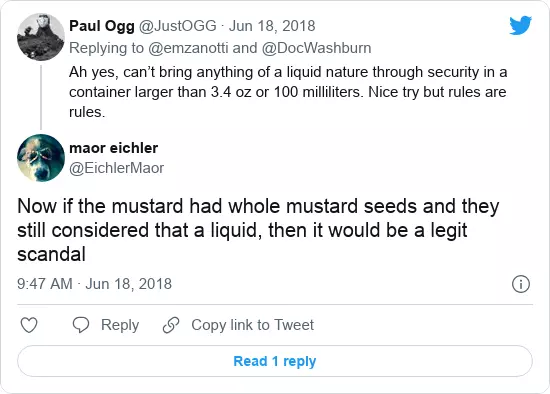 Paul Ogg @JustOGG · Jun 18, 2018
Replying to @emzanotti and @DocWashburn
Ah yes, can’t bring anything of a liquid nature through security in a
container larger than 3.4 oz or 100 milliliters. Nice try but rules are
rules.
maor eichler
@EichlerMaor
Now if the mustard had whole mustard seeds and they
still considered that a liquid, then it would be a legit
scandal
9:47 AM · Jun 18, 2018
Reply Copy link to Tweet
Read 1 reply